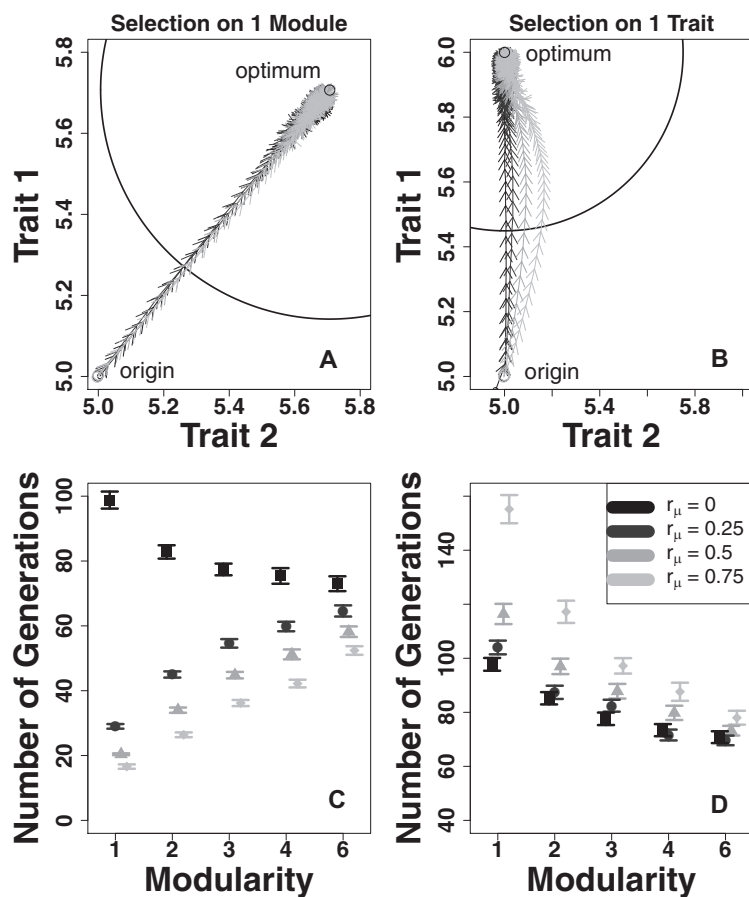 Selection on 1 Module
Trait 1
5.0 5.2 5.4 5.6 5.8
optimum
origin
A
5.0 5.2 5.4 5.6 5.8
Trait 2
Selection on 1 Trait
Trait 1
5.0 5.2 5.4 5.6 5.8 6.0
optimum
origin
B
5.0 5.4 5.8
Trait 2
Number of Generations
0 20 40 60 80 100
C
1 2 3 4 6
Modularity
Number of Generations
40 60 80 100 140
rμ = 0
rμ = 0.25
rμ = 0.5
rμ = 0.75
D
1 2 3 4 6
Modularity